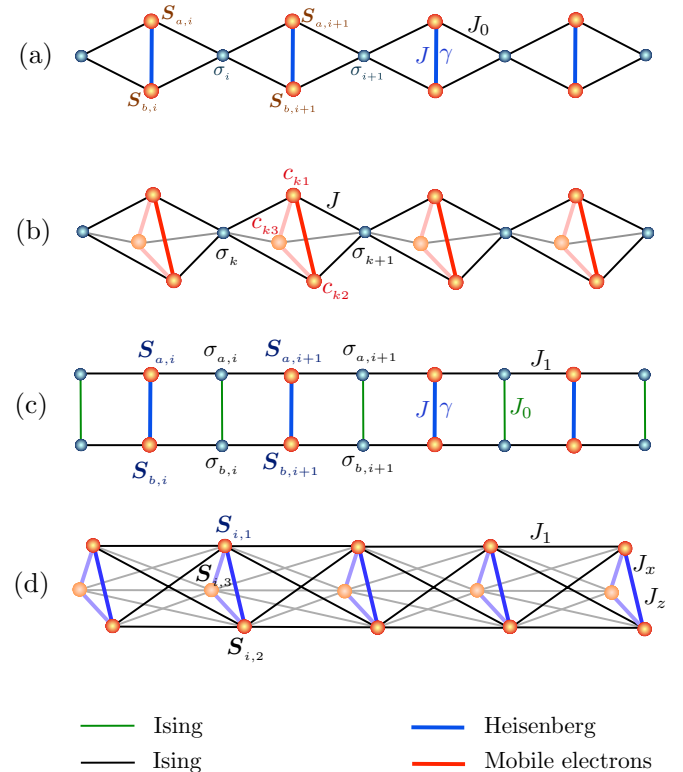 (a)
S_{a,i} S_{a,i+1} J_0
J γ
σ_i σ_{i+1}
S_{b,i} S_{b,i+1}
(b)
c_{k1} J
c_{k3}
σ_k σ_{k+1}
c_{k2}
(c)
S_{a,i} σ_{a,i} S_{a,i+1} σ_{a,i+1} J_1
J γ J_0
S_{b,i} σ_{b,i} S_{b,i+1} σ_{b,i+1}
(d)
S_{i,1} J_1
S_{i,3} J_x
J_z
S_{i,2}
Ising Heisenberg
Ising Mobile electrons